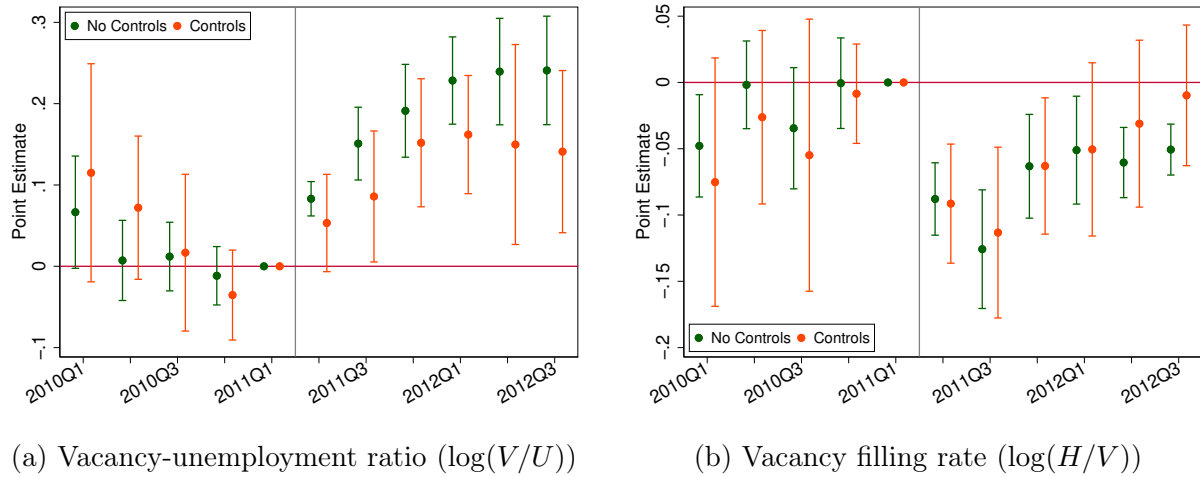 No Controls Controls
Point Estimate
.3
.2
.1
0
-.1
2010Q1 2010Q3 2011Q1 2011Q3 2012Q1 2012Q3
(a) Vacancy-unemployment ratio (log(V/U))
Point Estimate
.05
0
-.05
-.1
-.15
-.2
No Controls Controls
2010Q1 2010Q3 2011Q1 2011Q3 2012Q1 2012Q3
(b) Vacancy filling rate (log(H/V))